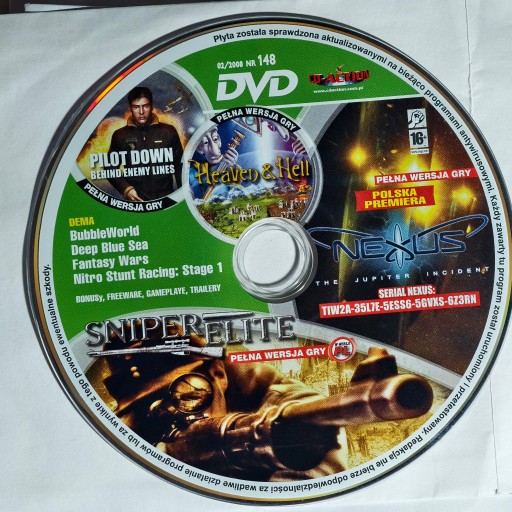 Płyta została sprawdzona aktualizowanymi na bieżąco programami antywirusowymi. Każdy zawarty tu program został uruchomiony i przetestowany. Redakcja nie bierze odpowiedzialności za wadliwe działanie programów lub za wynikłe z tego powodu ewentualne szkody.
02/2008 NR 148
DVD
CD-ACTION
www.cdaction.com.pl
PILOT DOWN
BEHIND ENEMY LINES
PEŁNA WERSJA GRY
PEŁNA WERSJA GRY
Heaven & Hell
16+
PEŁNA WERSJA GRY
POLSKA
PREMIERA
NEXUS
THE JUPITER INCIDENT
SERIAL NEXUS:
TIW2A-35L7F-5ESS6-5GVXS-6Z3RN
DEMA
BubbleWorld
Deep Blue Sea
Fantasy Wars
Nitro Stunt Racing: Stage 1
BONUSy, FREEWARE, GAMEPLAYE, TRAILERY
SNIPER ELITE
PEŁNA WERSJA GRY
W WERSJI
PL